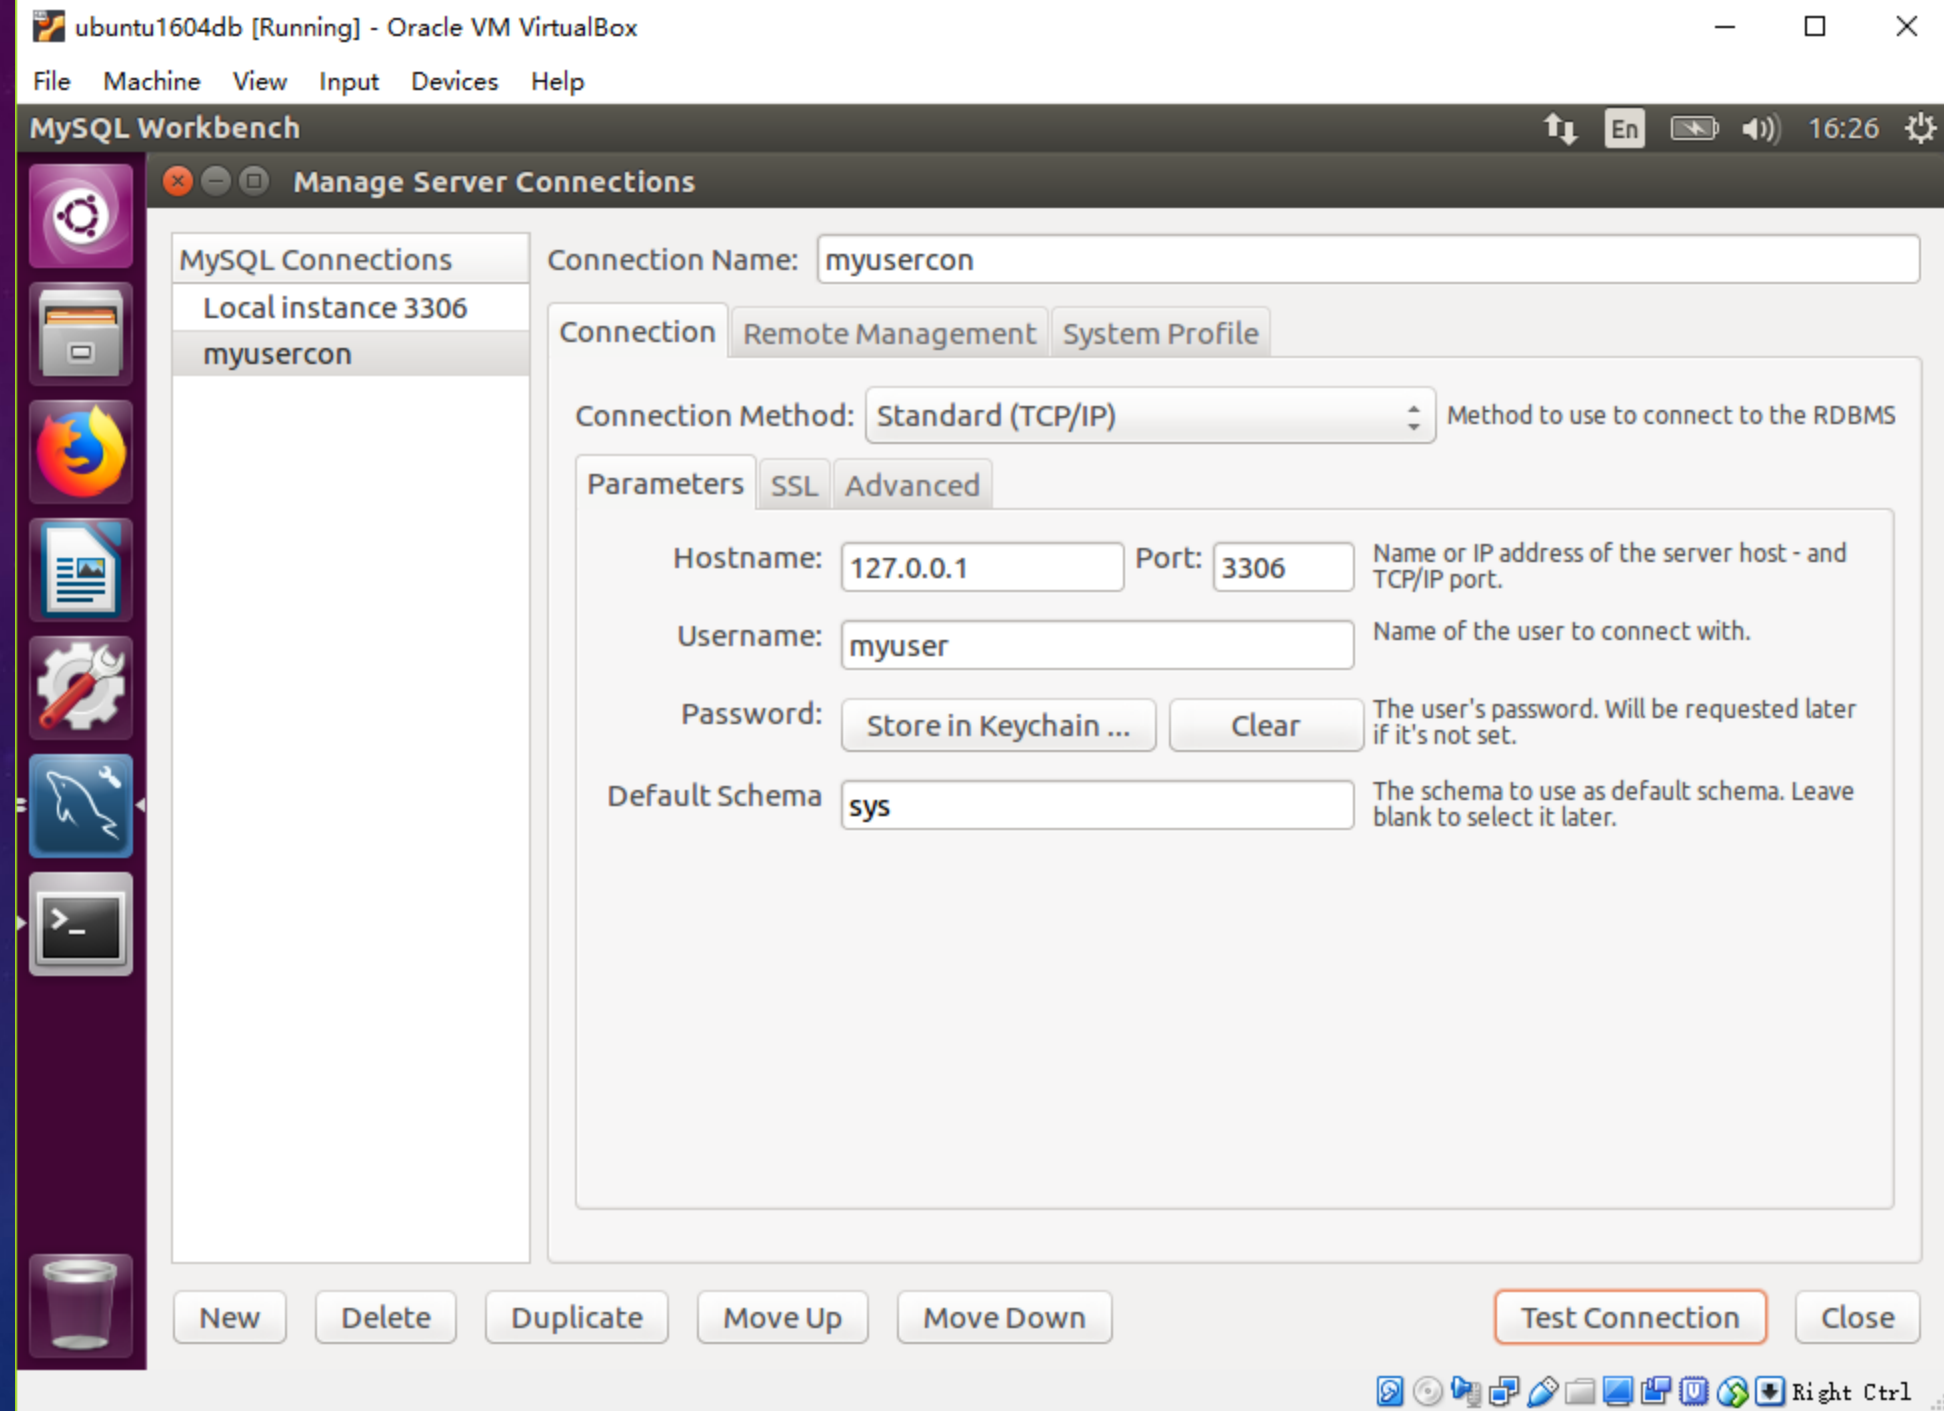 ubuntu1604db [Running] - Oracle VM VirtualBox
File Machine View Input Devices Help
MySQL Workbench En 16:26
Manage Server Connections
MySQL Connections
Local instance 3306
myusercon
Connection Name: myusercon
Connection Remote Management System Profile
Connection Method: Standard (TCP/IP) Method to use to connect to the RDBMS
Parameters SSL Advanced
Hostname: 127.0.0.1 Port: 3306 Name or IP address of the server host - and
TCP/IP port.
Username: myuser Name of the user to connect with.
Password: Store in Keychain ... Clear The user's password. Will be requested later
if it's not set.
Default Schema sys The schema to use as default schema. Leave
blank to select it later.
New Delete Duplicate Move Up Move Down Test Connection Close
Right Ctrl